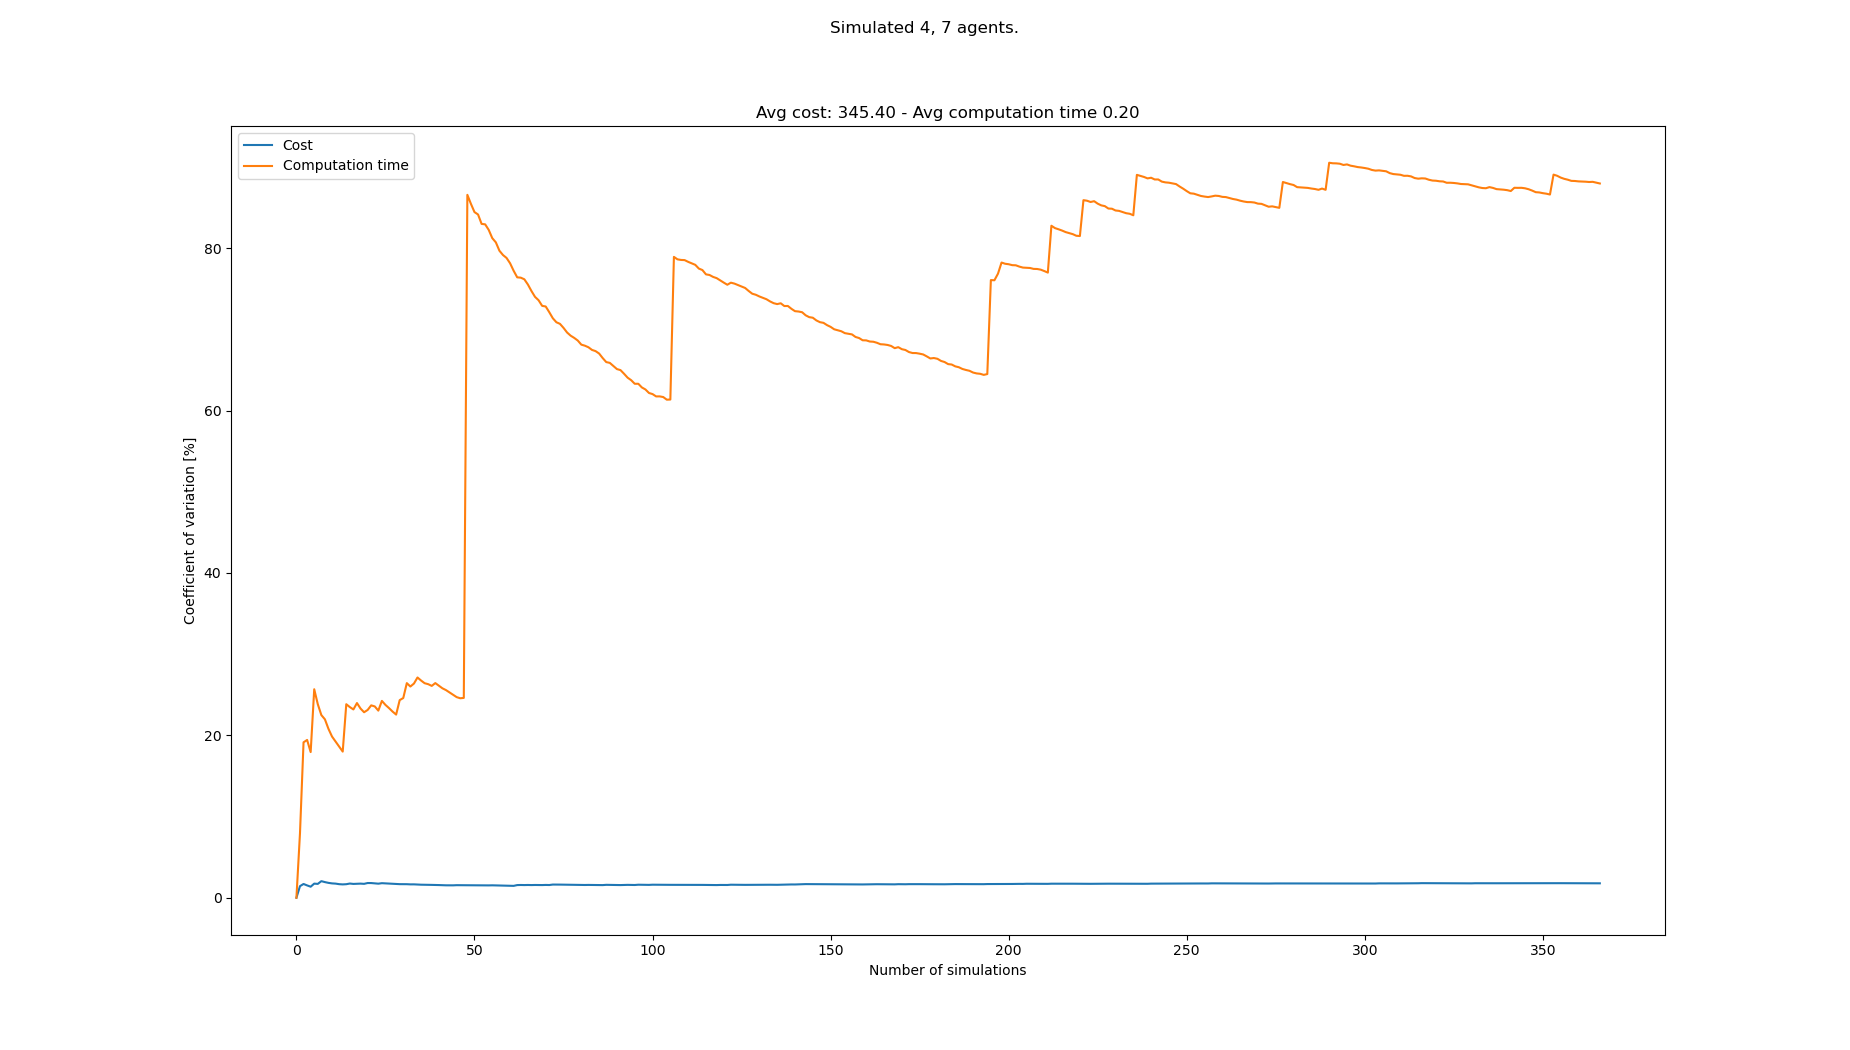 Simulated 4, 7 agents.
Avg cost: 345.40 - Avg computation time 0.20
Cost
Computation time
Coefficient of variation [%]
80
60
40
20
0
0 50 100 150 200 250 300 350
Number of simulations